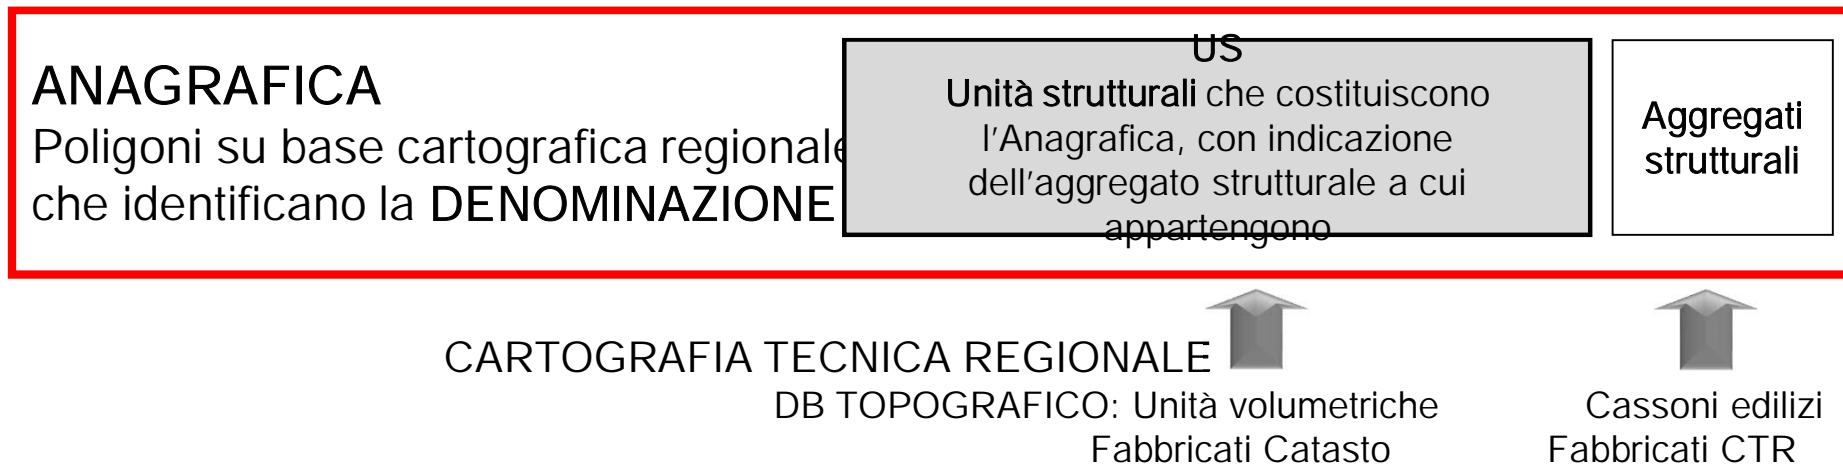 ANAGRAFICA
Poligoni su base cartografica regionale
che identificano la DENOMINAZIONE
US
Unità strutturali che costituiscono
l'Anagrafica, con indicazione
dell'aggregato strutturale a cui
appartengono
Aggregati
strutturali
CARTOGRAFIA TECNICA REGIONALE
DB TOPOGRAFICO: Unità volumetriche
Fabbricati Catasto
Cassoni edilizi
Fabbricati CTR